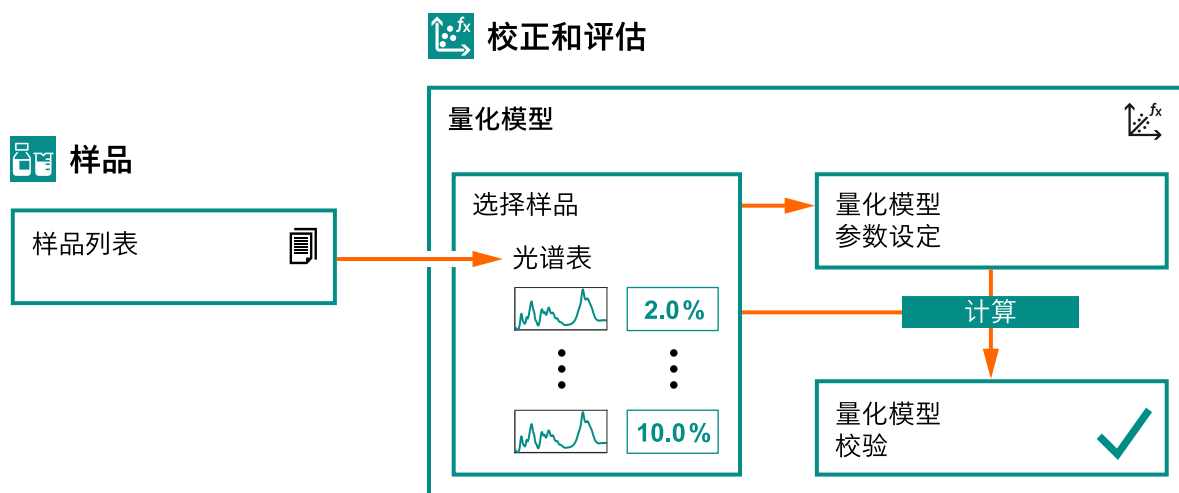 校正和评估
fx
量化模型
fx
样品
样品列表
选择样品
光谱表
2.0%
10.0%
量化模型
参数设定
计算
量化模型
校验